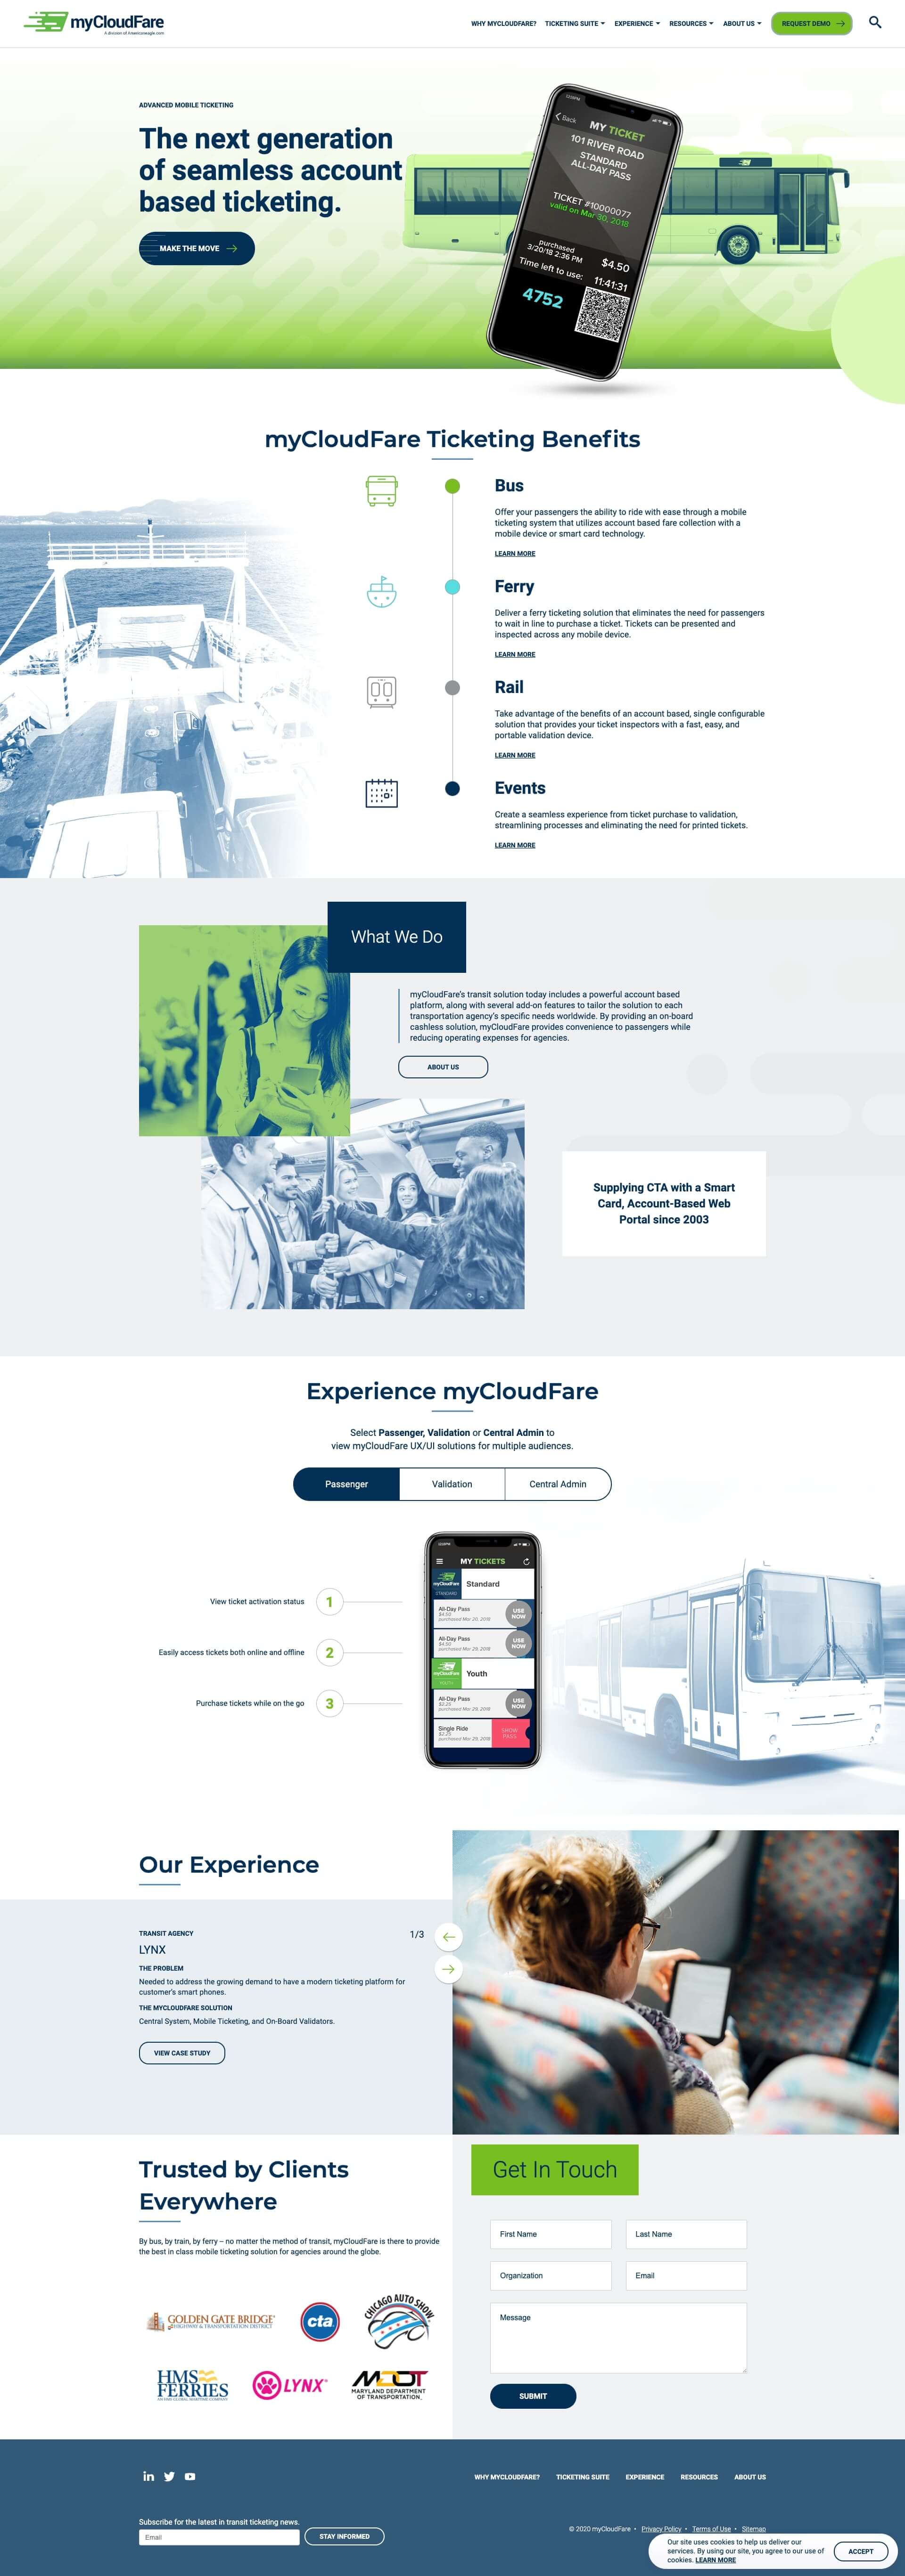 myCloudFare
A division of Americaneagle.com
WHY MYCLOUDFARE? TICKETING SUITE EXPERIENCE RESOURCES ABOUT US REQUEST DEMO
ADVANCED MOBILE TICKETING
The next generation
of seamless account
based ticketing.
MAKE THE MOVE
Back
MY TICKET
101 RIVER ROAD
STANDARD
ALL-DAY PASS
TICKET #10000077
valid on Mar 30, 2018
purchased
3/20/18 2:36 PM
$4.50
Time left to use: 11:41:31
4752
myCloudFare Ticketing Benefits
Bus
Offer your passengers the ability to ride with ease through a mobile
ticketing system that utilizes account based fare collection with a
mobile device or smart card technology.
LEARN MORE
Ferry
Deliver a ferry ticketing solution that eliminates the need for passengers
to wait in line to purchase a ticket. Tickets can be presented and
inspected across any mobile device.
LEARN MORE
Rail
Take advantage of the benefits of an account based, single configurable
solution that provides your ticket inspectors with a fast, easy, and
portable validation device.
LEARN MORE
Events
Create a seamless experience from ticket purchase to validation,
streamlining processes and eliminating the need for printed tickets.
LEARN MORE
What We Do
myCloudFare's transit solution today includes a powerful account based
platform, along with several add-on features to tailor the solution to each
transportation agency's specific needs worldwide. By providing an on-board
cashless solution, myCloudFare provides convenience to passengers while
reducing operating expenses for agencies.
ABOUT US
Supplying CTA with a Smart
Card, Account-Based Web
Portal since 2003
Experience myCloudFare
Select Passenger, Validation or Central Admin to
view myCloudFare UX/UI solutions for multiple audiences.
Passenger Validation Central Admin
View ticket activation status 1
Easily access tickets both online and offline 2
Purchase tickets while on the go 3
MY TICKETS
myCloudFare
STANDARD
Standard
All-Day Pass
$4.50
purchased Mar 20, 2018
USE
NOW
All-Day Pass
$4.50
purchased Mar 29, 2018
USE
NOW
myCloudFare
YOUTH
Youth
All-Day Pass
$2.25
purchased Mar 29, 2018
USE
NOW
Single Ride
$2.25
purchased Mar 29, 2018
SHOW
PASS
Our Experience
TRANSIT AGENCY 1/3
LYNX
THE PROBLEM
Needed to address the growing demand to have a modern ticketing platform for
customer's smart phones.
THE MYCLOUDFARE SOLUTION
Central System, Mobile Ticketing, and On-Board Validators.
VIEW CASE STUDY
Trusted by Clients
Everywhere
By bus, by train, by ferry – no matter the method of transit, myCloudFare is there to provide
the best in class mobile ticketing solution for agencies around the globe.
GOLDEN GATE BRIDGE
HIGHWAY & TRANSPORTATION DISTRICT
cta
CHICAGO AUTO SHOW
HMS
FERRIES
LYNX
MDOT
MARYLAND DEPARTMENT
OF TRANSPORTATION
Get In Touch
First Name Last Name
Organization Email
Message
SUBMIT
in
WHY MYCLOUDFARE? TICKETING SUITE EXPERIENCE RESOURCES ABOUT US
Subscribe for the latest in transit ticketing news.
Email STAY INFORMED
© 2020 myCloudFare • Privacy Policy • Terms of Use • Sitemap
Our site uses cookies to help us deliver our
services. By using our site, you agree to our use of
cookies. LEARN MORE
ACCEPT